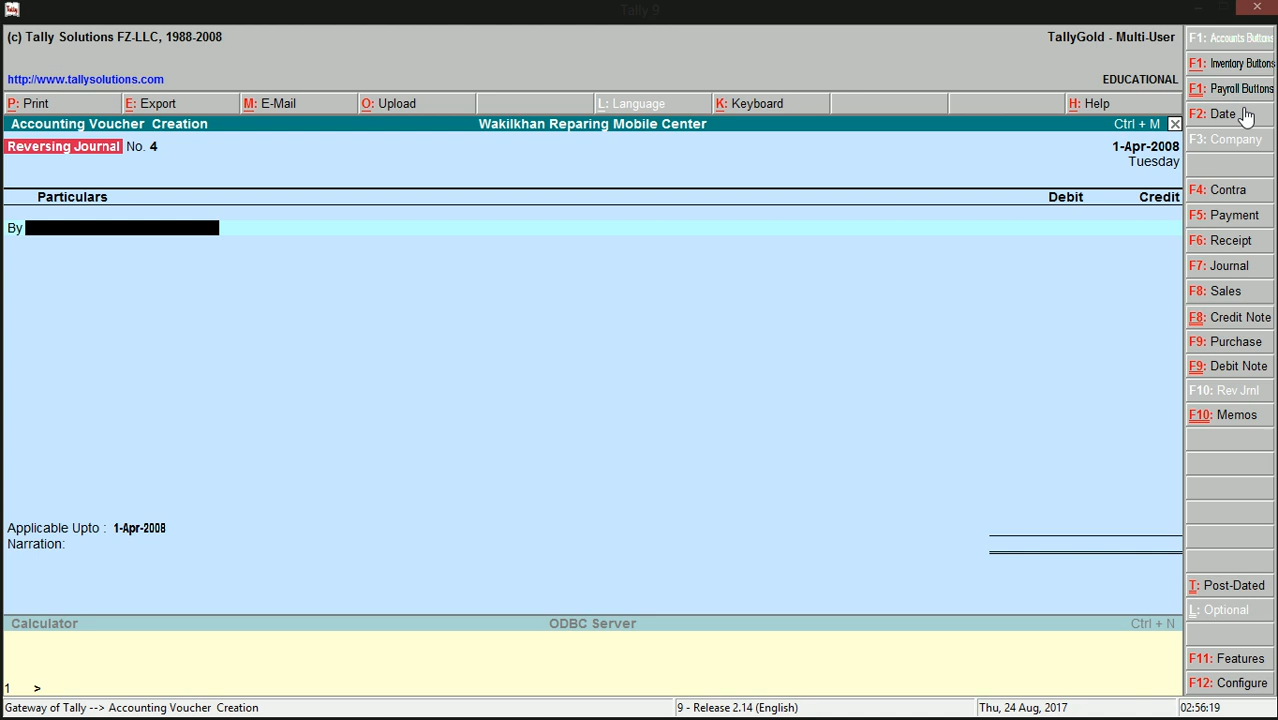 Tally 9
(c) Tally Solutions FZ-LLC, 1988-2008
TallyGold - Multi-User
http://www.tallysolutions.com
EDUCATIONAL
P: Print
E: Export
M: E-Mail
O: Upload
L: Language
K: Keyboard
H: Help
Accounting Voucher Creation
Wakilkhan Reparing Mobile Center
Ctrl + M
Reversing Journal No. 4
1-Apr-2008
Tuesday
Particulars
Debit
Credit
By
Applicable Upto : 1-Apr-2008
Narration:
Calculator
ODBC Server
Ctrl + N
1 >
Gateway of Tally --> Accounting Voucher Creation
9 - Release 2.14 (English)
Thu, 24 Aug, 2017
02:56:19
F1: Accounts Buttons
F1: Inventory Buttons
F1: Payroll Buttons
F2: Date
F3: Company
F4: Contra
F5: Payment
F6: Receipt
F7: Journal
F8: Sales
F8: Credit Note
F9: Purchase
F9: Debit Note
F10: Rev Jrnl
F10: Memos
T: Post-Dated
L: Optional
F11: Features
F12: Configure